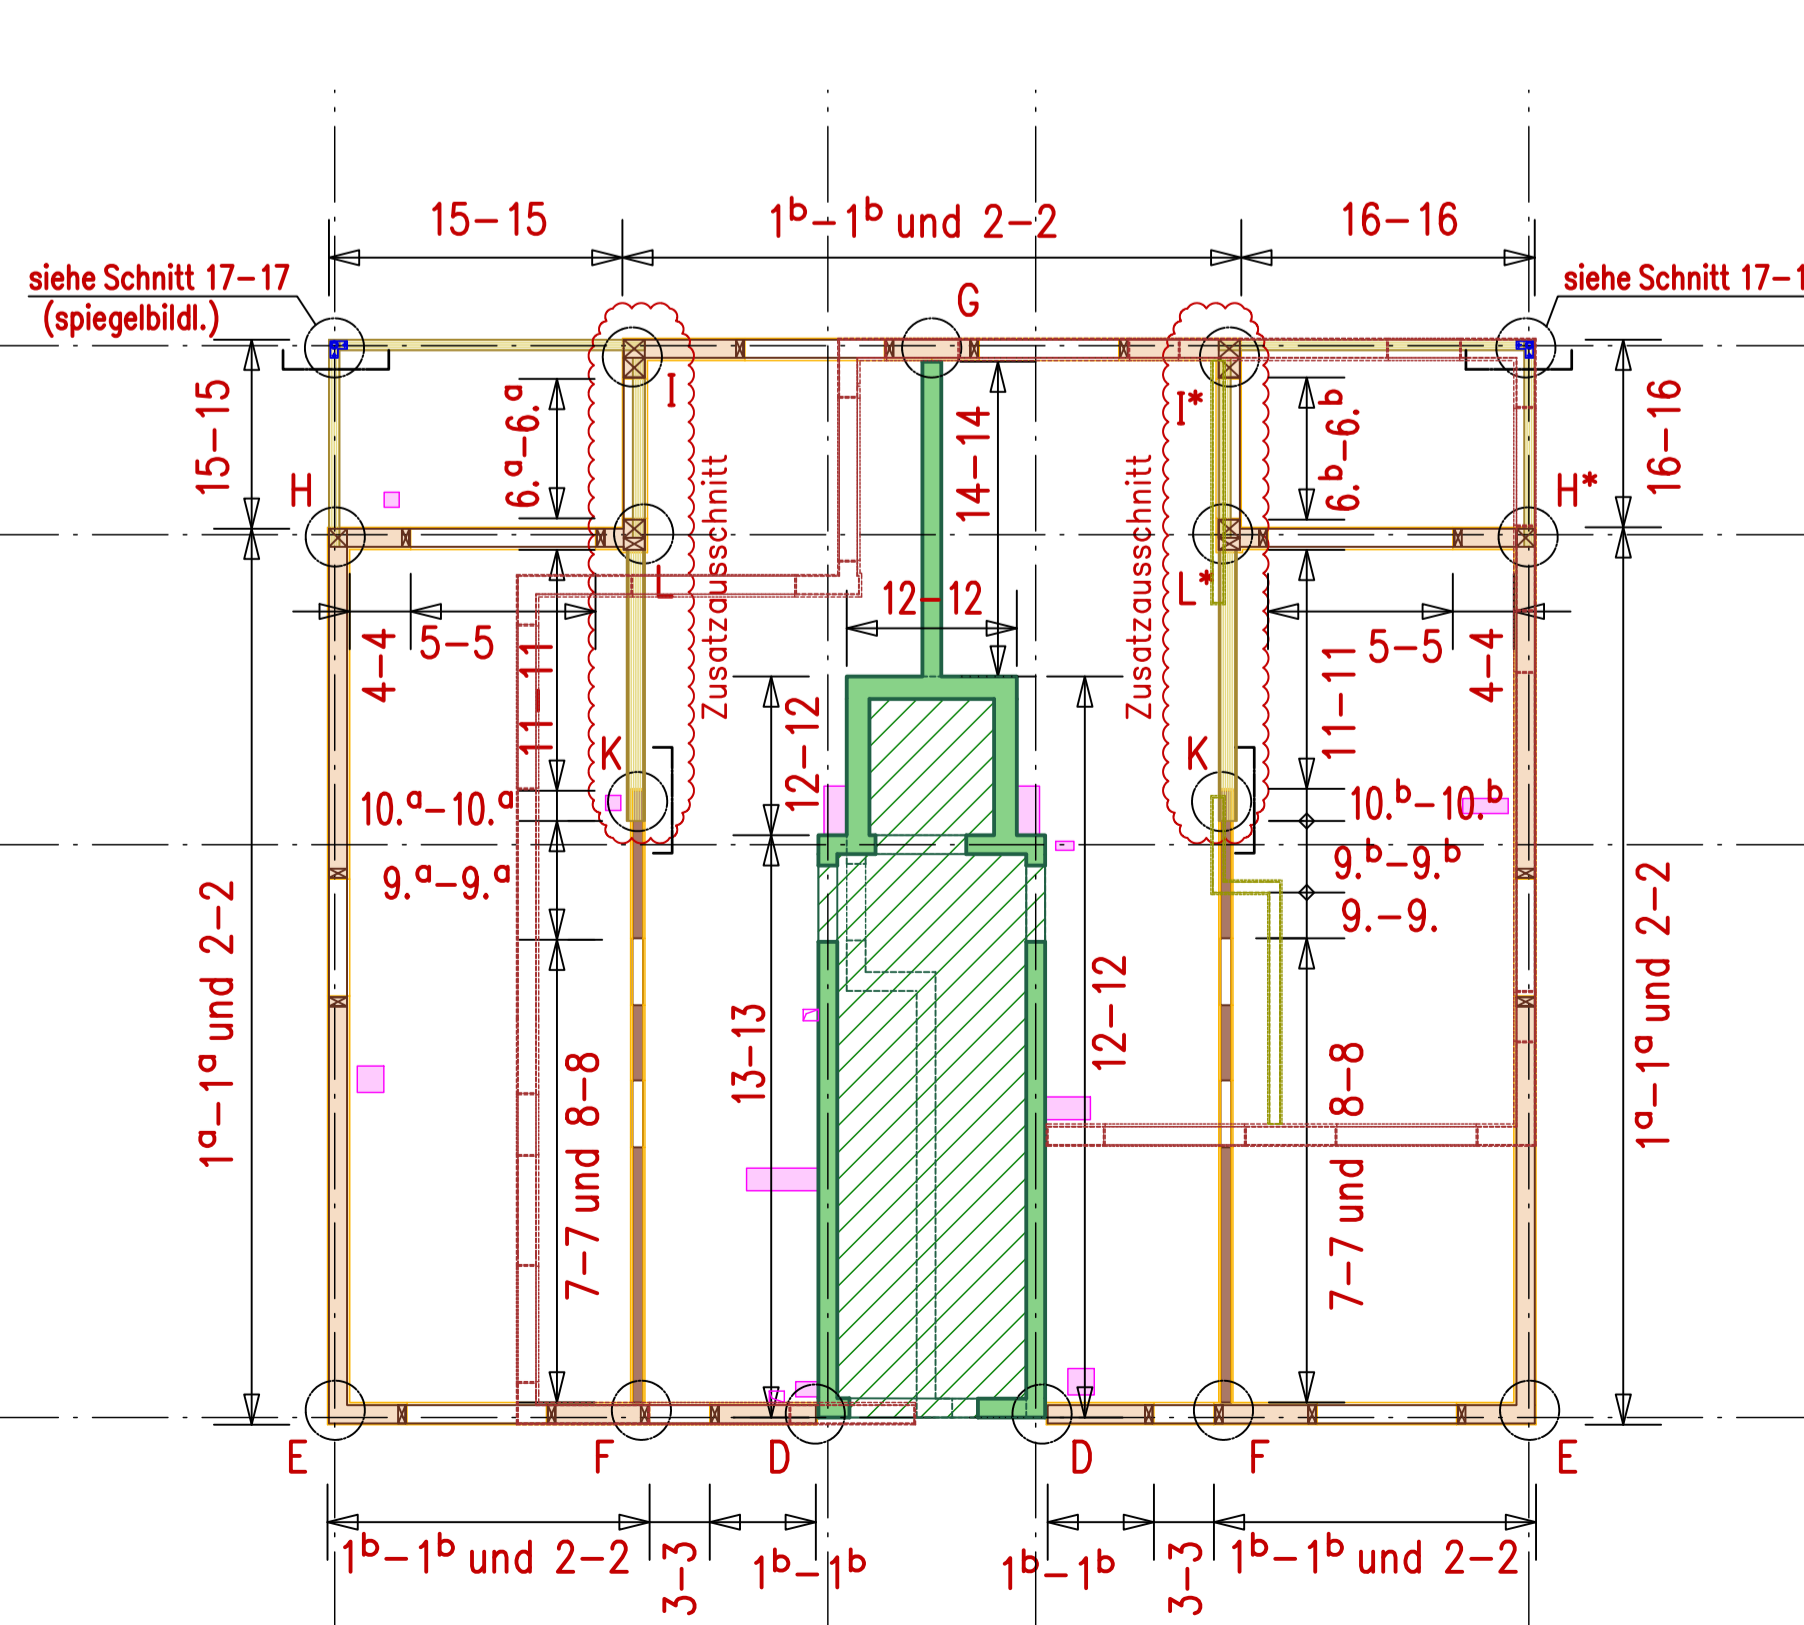 15-15
1ᵇ-1ᵇ und 2-2
16-16
siehe Schnitt 17-17
(spiegelbildl.)
siehe Schnitt 17-1
G
15-15
6.ᵃ-6.ᵃ
I
14-14
I*
6.ᵇ-6.ᵇ
16-16
H
H*
Zusatzausschnitt
Zusatzausschnitt
L
L*
12-12
4-4
5-5
11-11
5-5
4-4
11-11
12-12
K
K
10.ᵃ-10.ᵃ
10.ᵇ-10.ᵇ
9.ᵃ-9.ᵃ
9.ᵇ-9.ᵇ
9.-9.
1ᵃ-1ᵃ und 2-2
13-13
12-12
1ᵃ-1ᵃ und 2-2
7-7 und 8-8
7-7 und 8-8
E
F
D
D
F
E
1ᵇ-1ᵇ und 2-2
3-3
1ᵇ-1ᵇ
1ᵇ-1ᵇ
3-3
1ᵇ-1ᵇ und 2-2